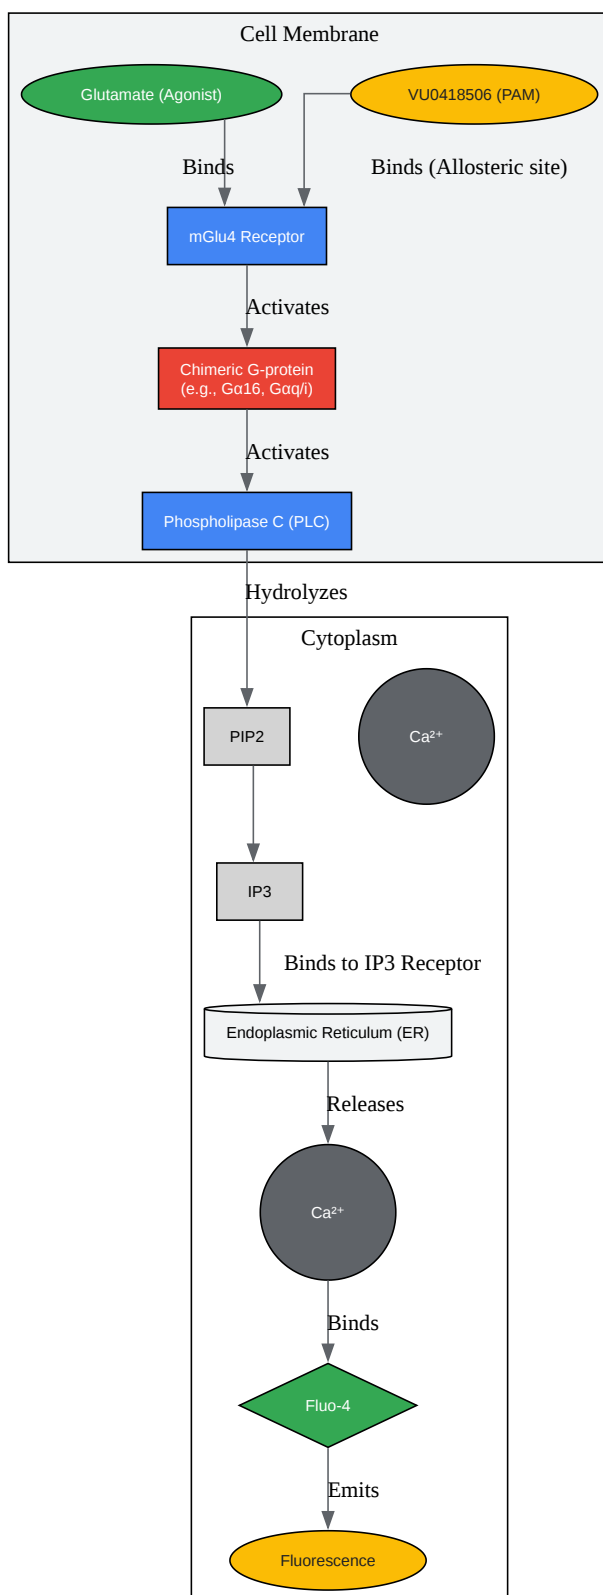 Cell Membrane
Glutamate (Agonist)
VU0418506 (PAM)
Binds
Binds (Allosteric site)
mGlu4 Receptor
Activates
Chimeric G-protein
(e.g., Gα16, Gαq/i)
Activates
Phospholipase C (PLC)
Hydrolyzes
Cytoplasm
PIP2
Ca²⁺
IP3
Binds to IP3 Receptor
Endoplasmic Reticulum (ER)
Releases
Ca²⁺
Binds
Fluo-4
Emits
Fluorescence